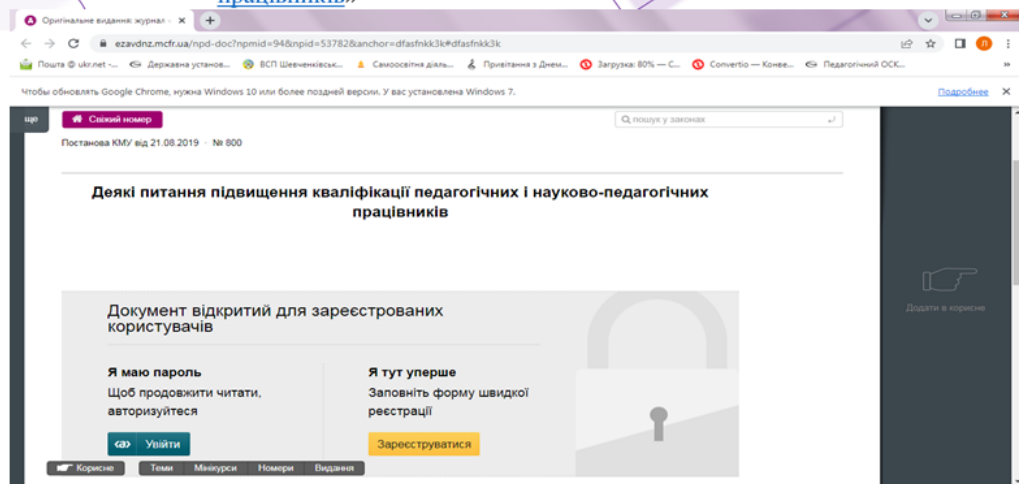 працівників»
Оригінальне видання: журнал –
ezavdnz.mcfr.ua/npd-doc?npmid=94&npid=53782&anchor=dfasfnkk3k#dfasfnkk3k
Л
Пошта @ ukr.net -... Державна установ... ВСП Шевченківськ... Самоосвітня діяль... Привітання з Днем... Загрузка: 80% — С... Convertio — Конве... Педагогічний ОСК... »
Чтобы обновлять Google Chrome, нужна Windows 10 или более поздней версии. У вас установлена Windows 7. Подробнее
що Свіжий номер пошук у законах
Постанова КМУ від 21.08.2019 · № 800
Деякі питання підвищення кваліфікації педагогічних і науково-педагогічних
працівників
Додати в корисне
Документ відкритий для зареєстрованих
користувачів
Я маю пароль Я тут уперше
Щоб продовжити читати, Заповніть форму швидкої
авторизуйтеся реєстрації
Увійти Зареєструватися
Корисне Теми Мінікурси Номери Видання